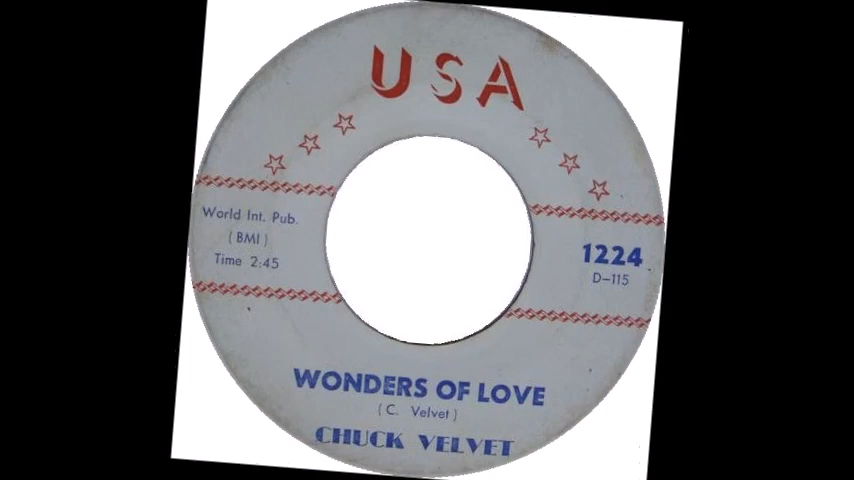 USA
World Int. Pub.
(BMI)
Time 2:45
1224
D-115
WONDERS OF LOVE
(C. Velvet)
CHUCK VELVET